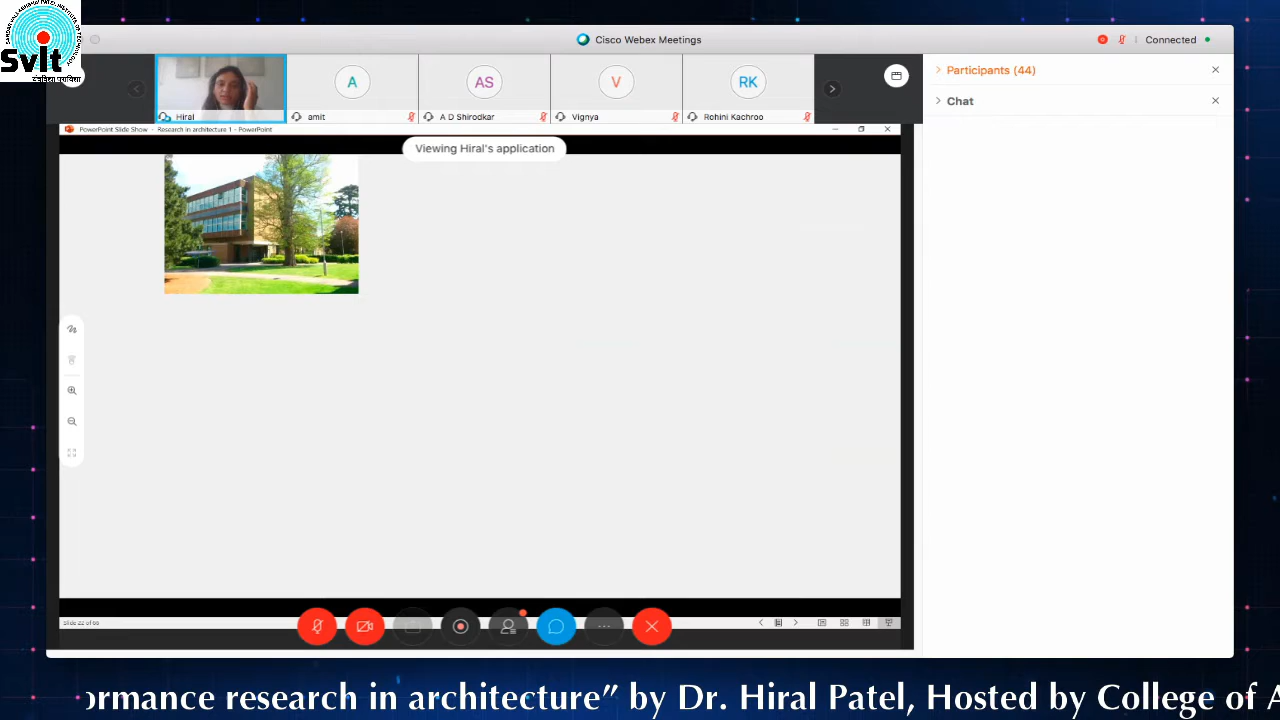 Svlt
Cisco Webex Meetings
Connected
Hiral
A
amit
AS
A D Shirodkar
V
Vignya
RK
Rohini Kachroo
Participants (44)
Chat
PowerPoint Slide Show - Research in architecture 1 - PowerPoint
Viewing Hiral's application
ormance research in architecture” by Dr. Hiral Patel, Hosted by College of A